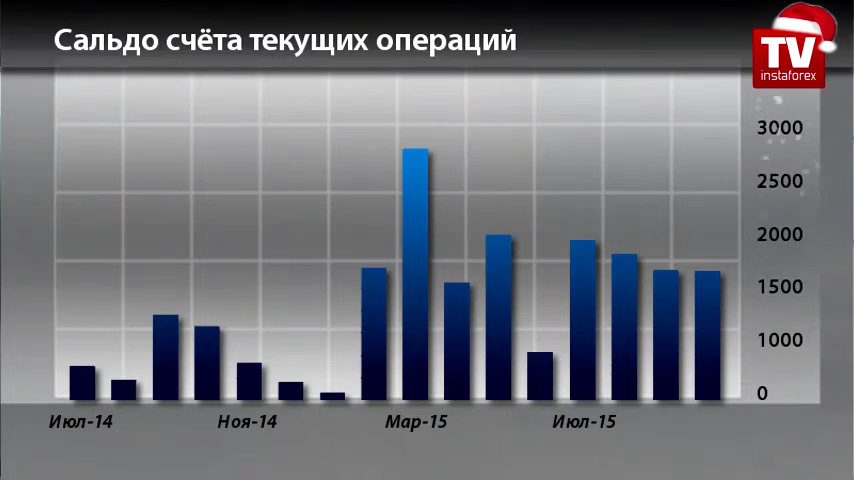 Сальдо счёта текущих операций
TV
instaforex
3000
2500
2000
1500
1000
0
Июл-14
Ноя-14
Мар-15
Июл-15